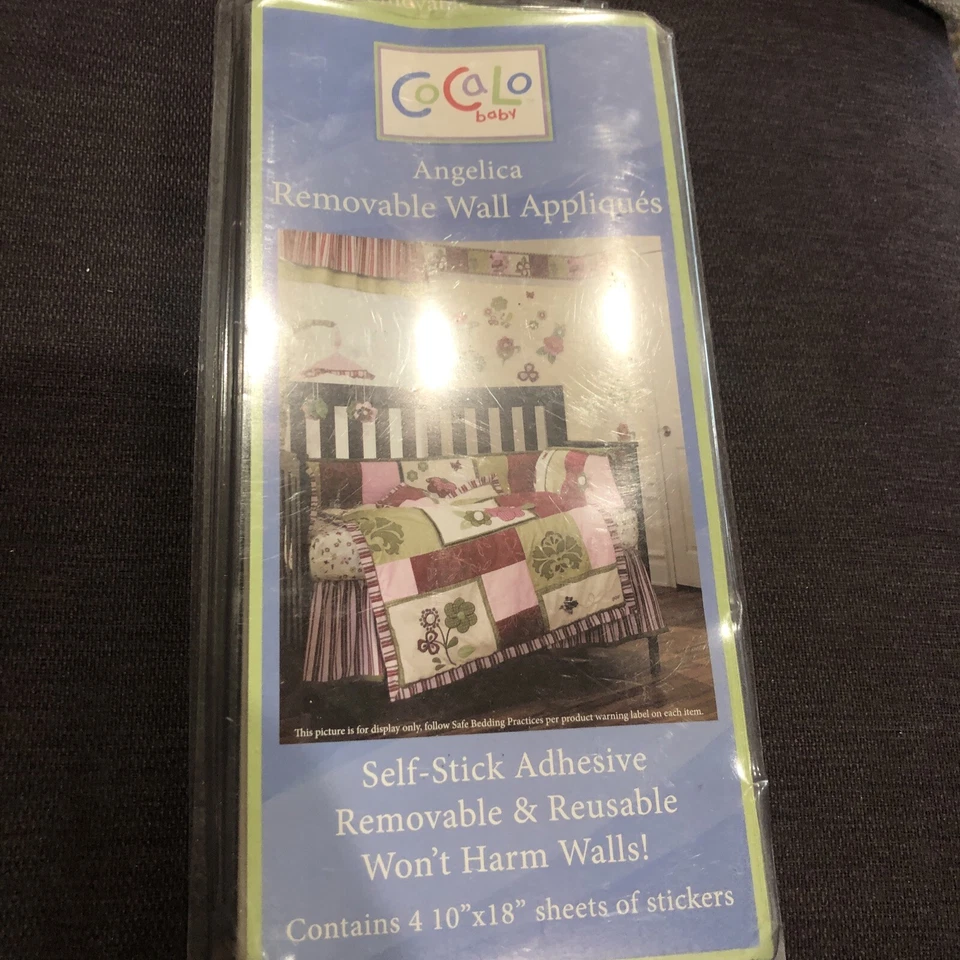 CoCaLo
baby
Angelica
Removable Wall Appliqués
This picture is for display only, follow Safe Bedding Practices per product warning label on each item.
Self-Stick Adhesive
Removable & Reusable
Won't Harm Walls!
Contains 4 10"x18" sheets of stickers